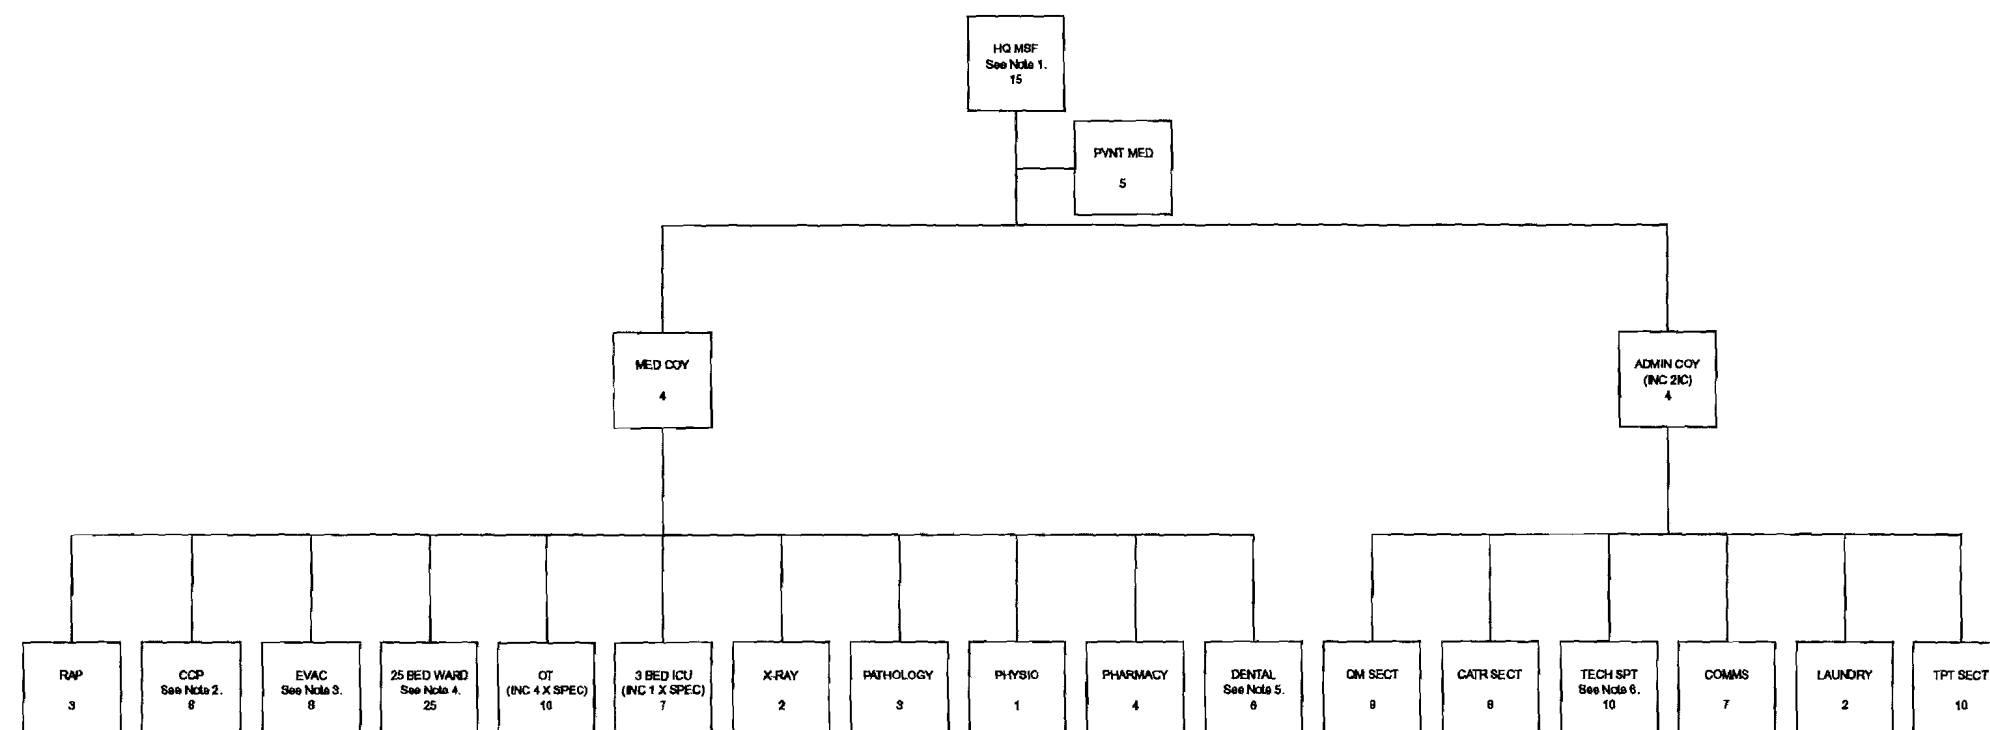 HQ MSF
See Note 1.
15
PVNT MED
5
MED COY
4
ADMIN COY
(INC 2IC)
4
RAP
3
CCP
See Note 2.
EVAC
See Note 3.
8
25 BED WARD
See Note 4.
25
OT
(INC 4 X SPEC)
10
3 BED ICU
(INC 1 X SPEC)
7
X-RAY
2
PATHOLOGY
3
PHYSIO
1
PHARMACY
4
DENTAL
See Note 5.
6
QM SECT
9
CATR SECT
TECH SPT
See Note 6.
10
COMMS
7
LAUNDRY
2
TPT SECT
10